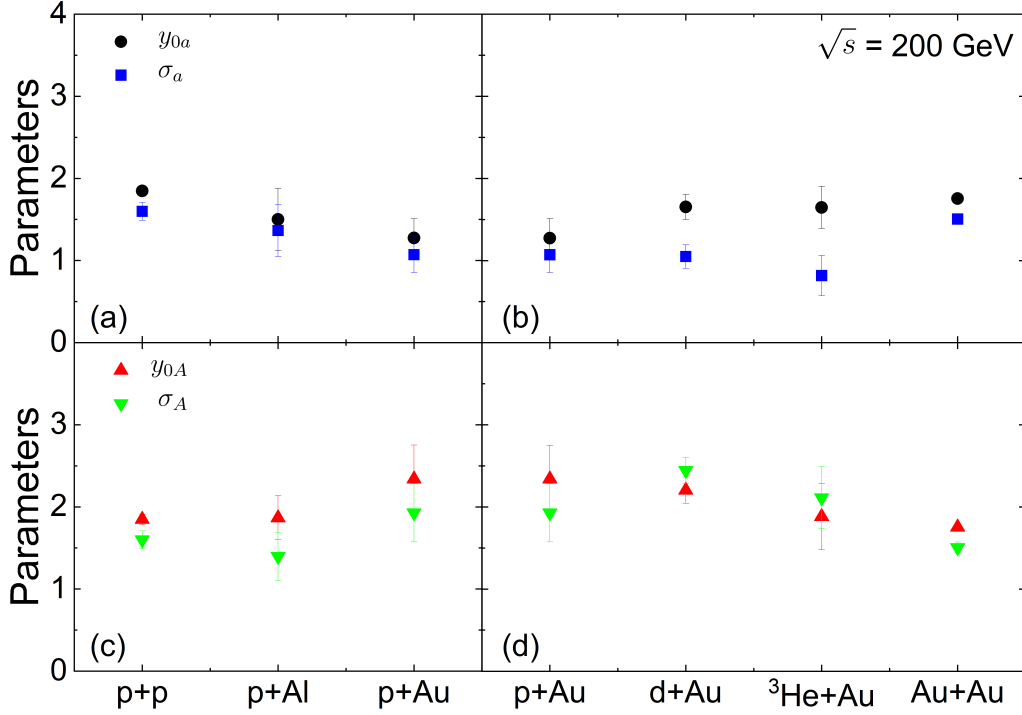 4
3
2
1
0
Parameters
y₀ₐ
σₐ
(a)
√s = 200 GeV
(b)
3
2
1
0
Parameters
y₀A
σA
(c)
(d)
p+p
p+Al
p+Au
p+Au
d+Au
³He+Au
Au+Au